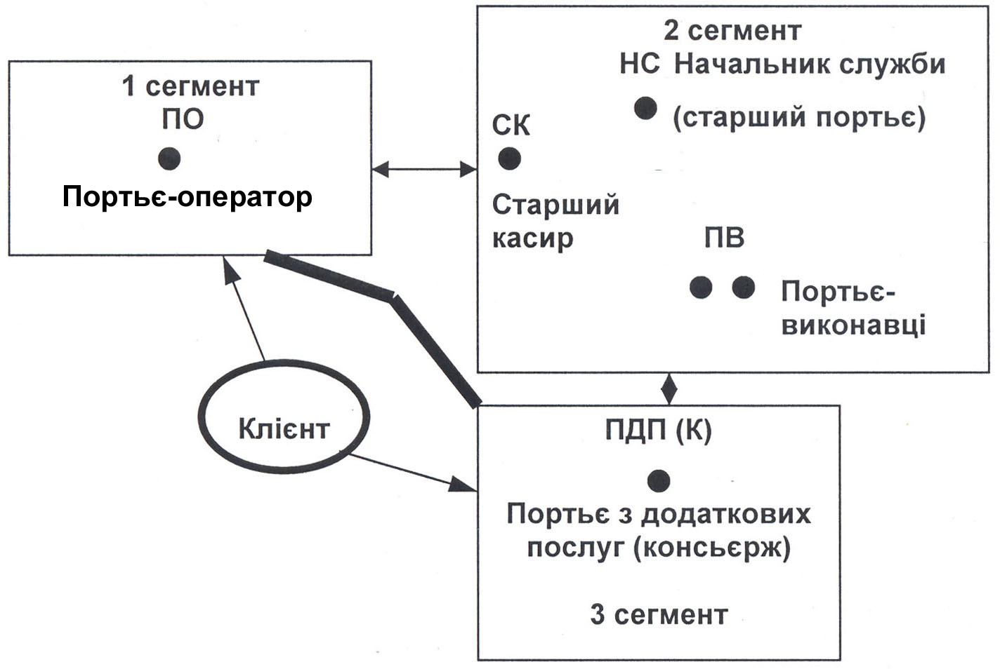 1 сегмент
ПО
Портьє-оператор
2 сегмент
НС Начальник служби
(старший портьє)
СК
Старший
касир
ПВ
Портьє-
виконавці
Клієнт
ПДП (К)
Портьє з додаткових
послуг (консьєрж)
3 сегмент